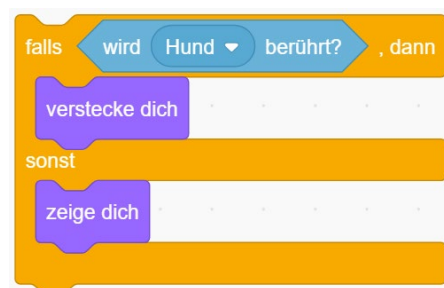 falls wird Hund berührt? , dann
verstecke dich
sonst
zeige dich